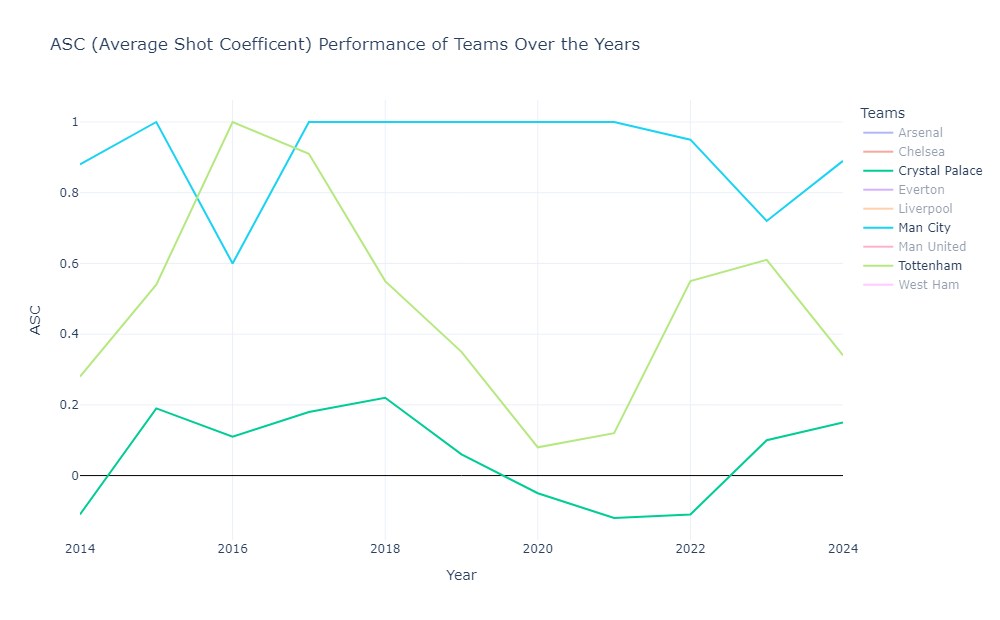 ASC (Average Shot Coefficent) Performance of Teams Over the Years
Teams
Arsenal
Chelsea
Crystal Palace
Everton
Liverpool
Man City
Man United
Tottenham
West Ham
ASC
1
0.8
0.6
0.4
0.2
0
2014 2016 2018 2020 2022 2024
Year